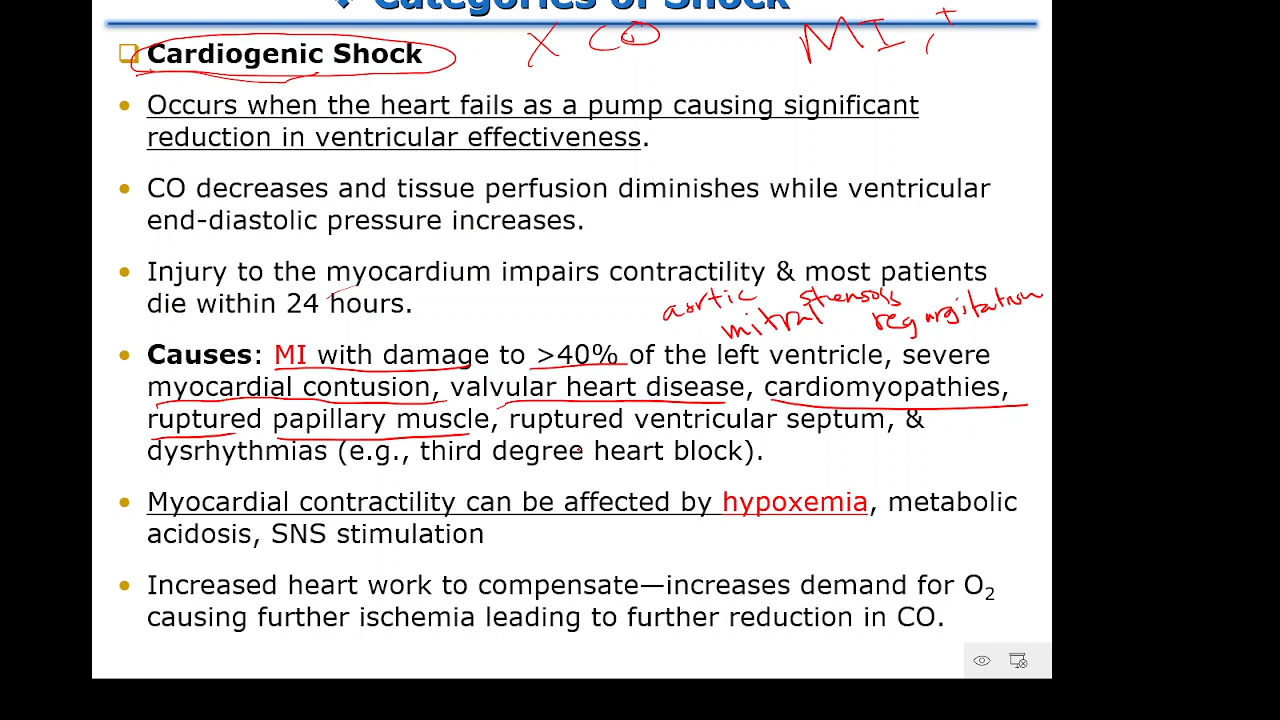 Categories of Shock
X CO
MI, +
Cardiogenic Shock
Occurs when the heart fails as a pump causing significant
reduction in ventricular effectiveness.
CO decreases and tissue perfusion diminishes while ventricular
end-diastolic pressure increases.
Injury to the myocardium impairs contractility & most patients
die within 24 hours.
aortic stenosis
mitral regurgitation
Causes: MI with damage to >40% of the left ventricle, severe
myocardial contusion, valvular heart disease, cardiomyopathies,
ruptured papillary muscle, ruptured ventricular septum, &
dysrhythmias (e.g., third degree heart block).
Myocardial contractility can be affected by hypoxemia, metabolic
acidosis, SNS stimulation
Increased heart work to compensate—increases demand for O₂
causing further ischemia leading to further reduction in CO.